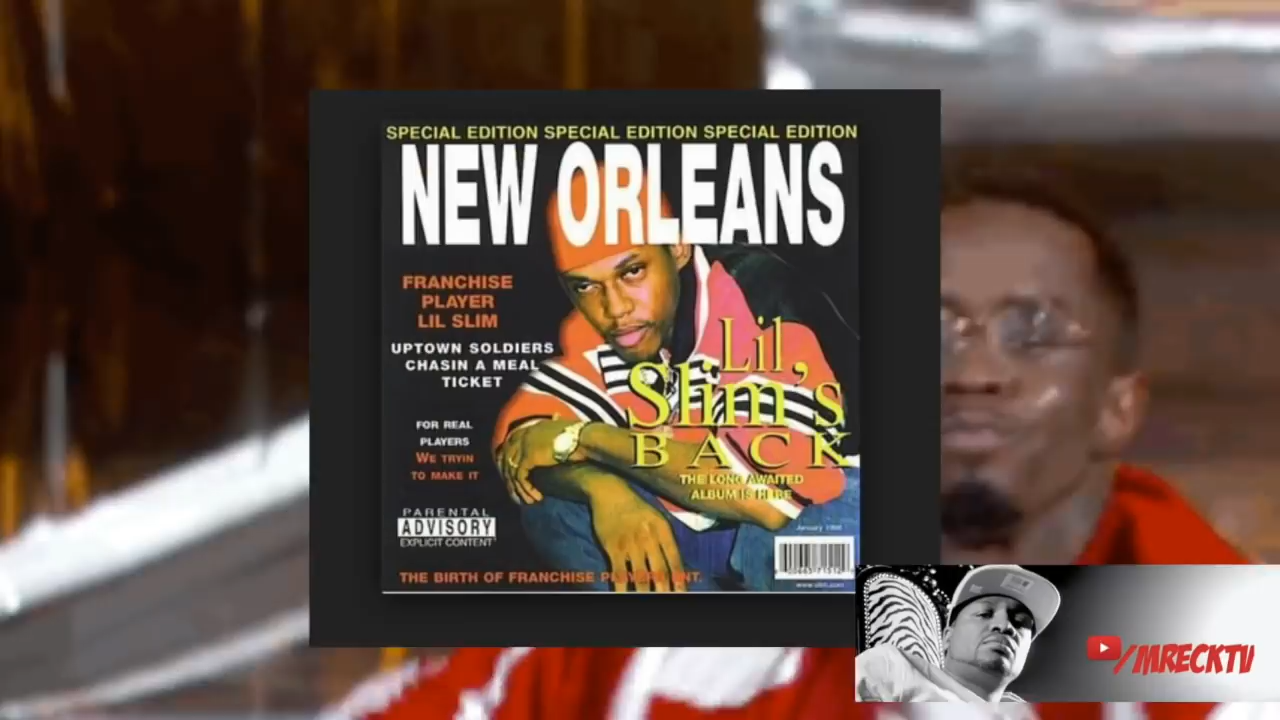 SPECIAL EDITION SPECIAL EDITION SPECIAL EDITION
NEW ORLEANS
FRANCHISE
PLAYER
LIL SLIM
UPTOWN SOLDIERS
CHASIN A MEAL
TICKET
FOR REAL
PLAYERS
WE TRYIN
TO MAKE IT
Lil,
Slim's
BACK
THE LONG AWAITED
ALBUM IS HERE
PARENTAL
ADVISORY
EXPLICIT CONTENT
January
THE BIRTH OF FRANCHISE
/MRECKTV